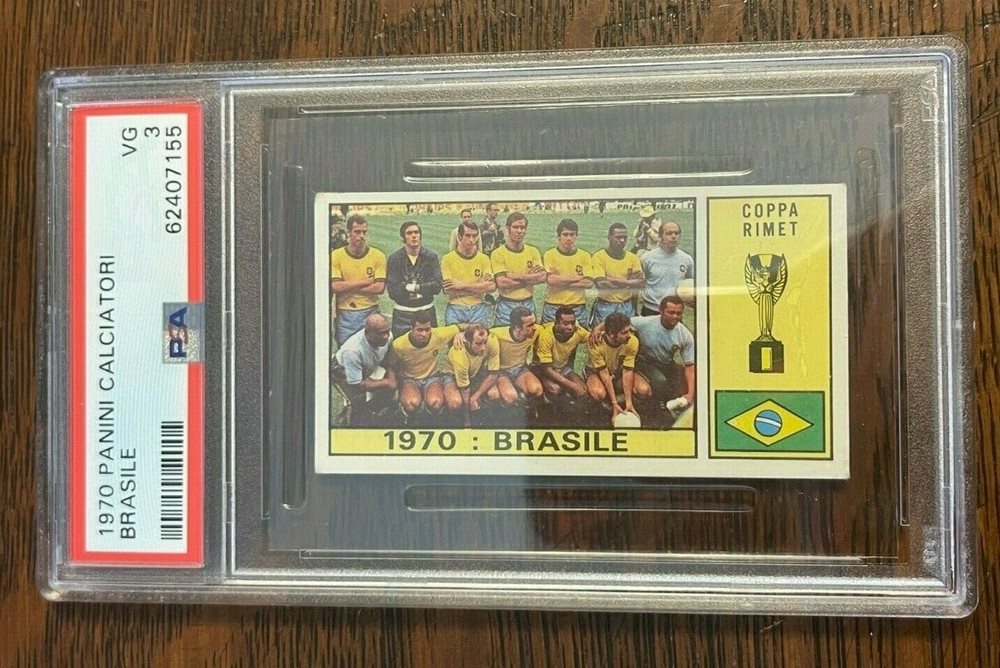 1970 PANINI CALCIATORI
BRASILE
VG
3
62407155
PSA
COPPA
RIMET
1970 : BRASILE